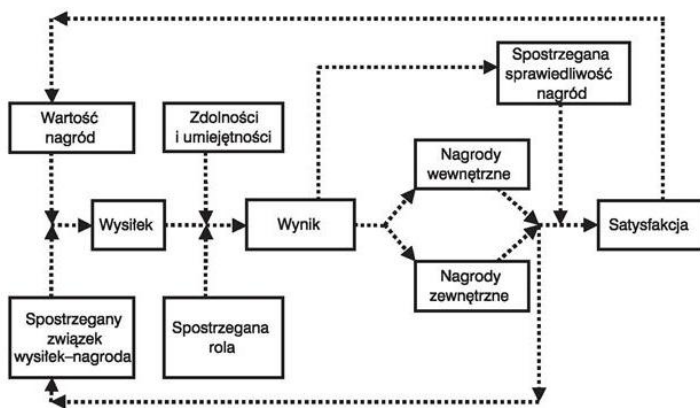 Spostrzegana
sprawiedliwość
nagród
Wartość
nagród
Zdolności
i umiejętności
Nagrody
wewnętrzne
Wysiłek
Wynik
Satysfakcja
Nagrody
zewnętrzne
Spostrzegany
związek
wysiłek–nagroda
Spostrzegana
rola